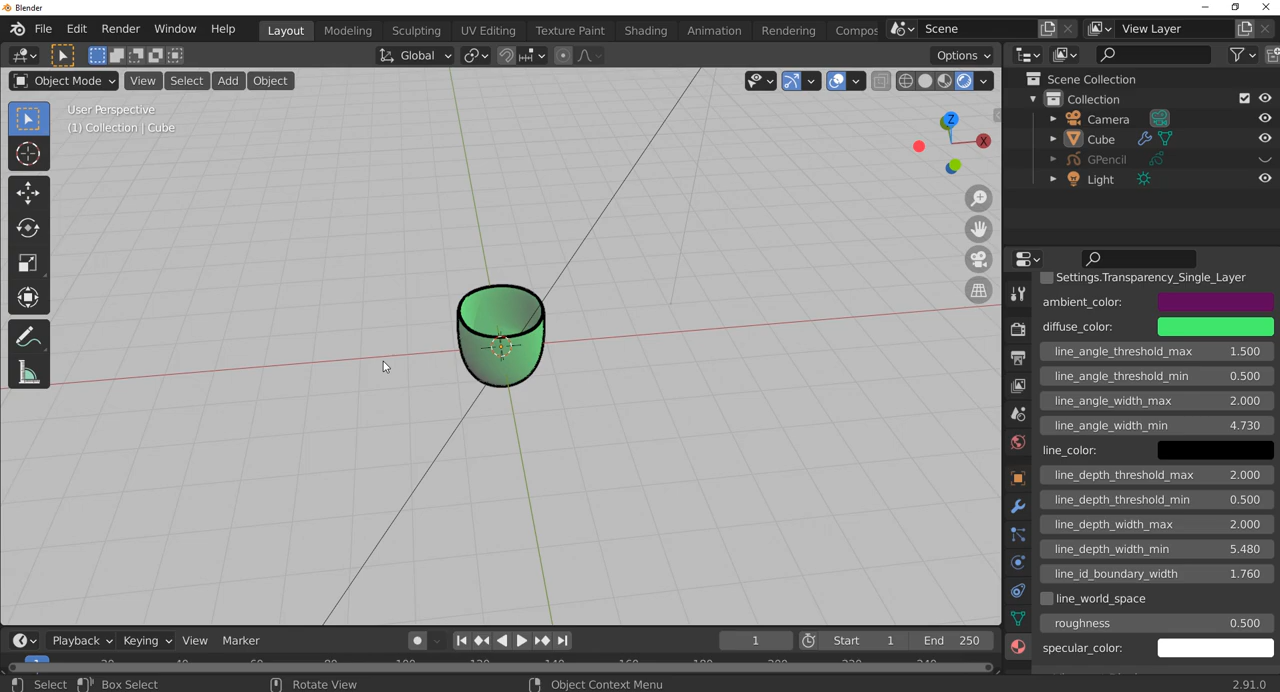 Blender
File Edit Render Window Help Layout Modeling Sculpting UV Editing Texture Paint Shading Animation Rendering Compos Scene View Layer
Global Options
Object Mode View Select Add Object
User Perspective
(1) Collection | Cube
Z
X
Scene Collection
Collection
Camera
Cube
GPencil
Light
Settings.Transparency_Single_Layer
ambient_color:
diffuse_color:
line_angle_threshold_max 1.500
line_angle_threshold_min 0.500
line_angle_width_max 2.000
line_angle_width_min 4.730
line_color:
line_depth_threshold_max 2.000
line_depth_threshold_min 0.500
line_depth_width_max 2.000
line_depth_width_min 5.480
line_id_boundary_width 1.760
line_world_space
roughness 0.500
specular_color:
Playback Keying View Marker 1 Start 1 End 250
Select Box Select Rotate View Object Context Menu 2.91.0